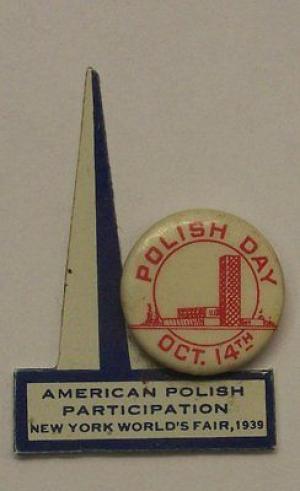 POLISH DAY
OCT. 14TH
AMERICAN POLISH
PARTICIPATION
NEW YORK WORLD'S FAIR, 1939